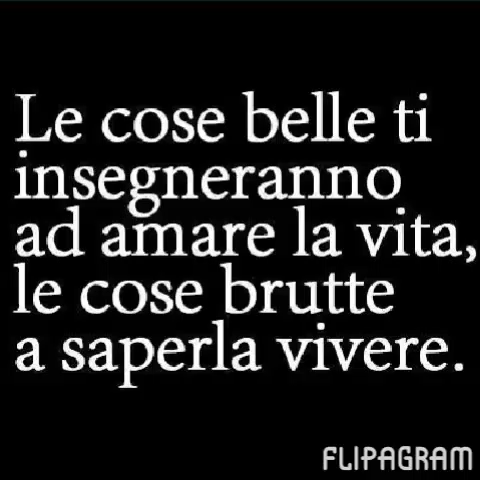 Le cose belle ti
insegneranno
ad amare la vita,
le cose brutte
a saperla vivere.
FLIPAGRAM